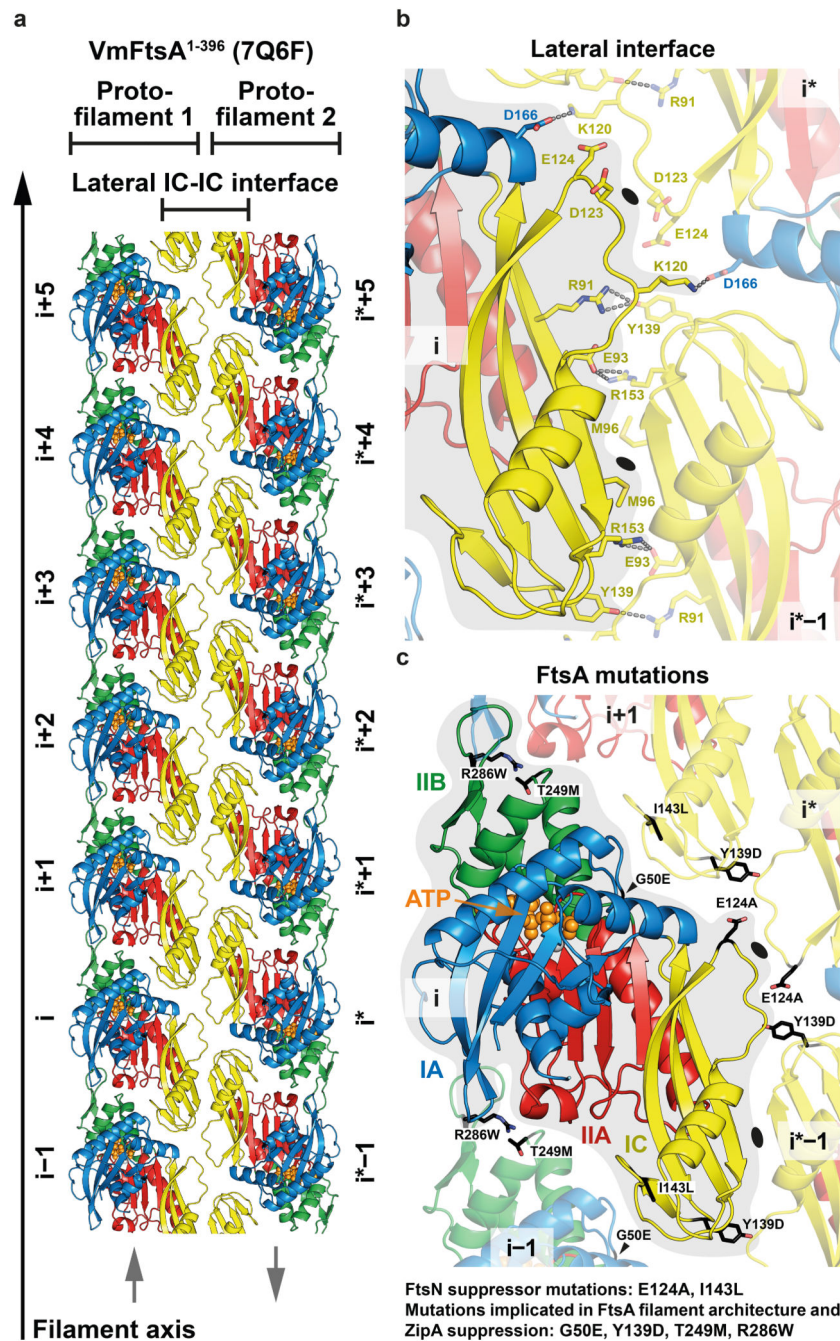 a
VmFtsA1-396 (7Q6F)
Proto-
filament 1
Proto-
filament 2
Lateral IC-IC interface
i+5
i*+5
i+4
i*+4
i+3
i*+3
i+2
i*+2
i+1
i*+1
i
i*
i−1
i*−1
Filament axis
b
Lateral interface
i*
D166
R91
K120
E124
D123
D123
E124
K120
R91
D166
i
Y139
E93
R153
M96
M96
R153
E93
Y139
R91
i*−1
c
FtsA mutations
i+1
R286W
IIB
T249M
I143L
i*
Y139D
G50E
ATP
E124A
i
E124A
Y139D
IA
R286W
IIA
IC
i*−1
T249M
I143L
Y139D
i−1
G50E
FtsN suppressor mutations: E124A, I143L
Mutations implicated in FtsA filament architecture and
ZipA suppression: G50E, Y139D, T249M, R286W